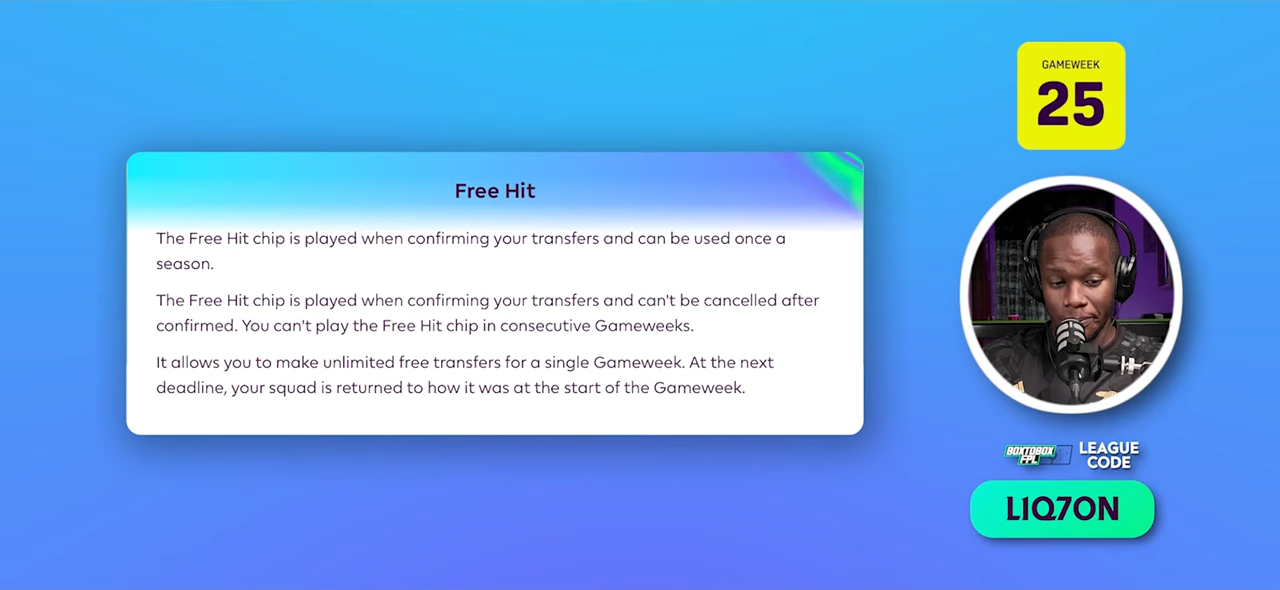 GAMEWEEK
25
Free Hit
The Free Hit chip is played when confirming your transfers and can be used once a
season.
The Free Hit chip is played when confirming your transfers and can't be cancelled after
confirmed. You can't play the Free Hit chip in consecutive Gameweeks.
It allows you to make unlimited free transfers for a single Gameweek. At the next
deadline, your squad is returned to how it was at the start of the Gameweek.
BOXTOBOX
FPL
LEAGUE
CODE
L1Q7ON